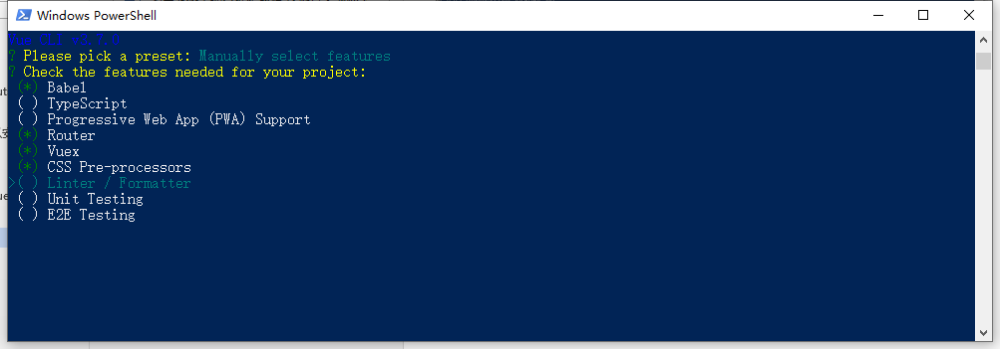 Windows PowerShell
? Please pick a preset: Manually select features
? Check the features needed for your project:
(*) Babel
( ) TypeScript
( ) Progressive Web App (PWA) Support
(*) Router
(*) Vuex
(*) CSS Pre-processors
>( ) Linter / Formatter
( ) Unit Testing
( ) E2E Testing